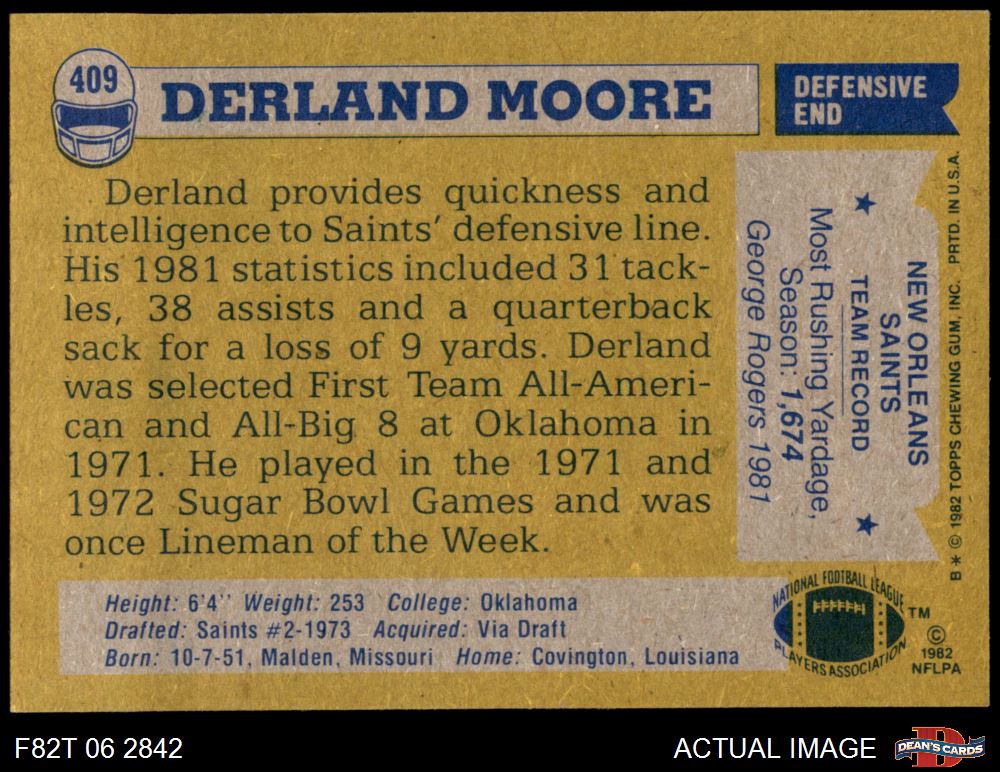 409
DERLAND MOORE
DEFENSIVE
END
Derland provides quickness and
intelligence to Saints' defensive line.
His 1981 statistics included 31 tack-
les, 38 assists and a quarterback
sack for a loss of 9 yards. Derland
was selected First Team All-Ameri-
can and All-Big 8 at Oklahoma in
1971. He played in the 1971 and
1972 Sugar Bowl Games and was
once Lineman of the Week.
NEW ORLEANS
SAINTS
★ TEAM RECORD ★
Most Rushing Yardage,
Season: 1,674
George Rogers 1981
B * © 1982 TOPPS CHEWING GUM, INC. PRTD. IN U.S.A.
Height: 6'4" Weight: 253 College: Oklahoma
Drafted: Saints #2-1973 Acquired: Via Draft
Born: 10-7-51, Malden, Missouri Home: Covington, Louisiana
NATIONAL FOOTBALL LEAGUE
PLAYERS ASSOCIATION
TM
©
1982
NFLPA
F82T 06 2842
ACTUAL IMAGE
DEAN'S CARDS